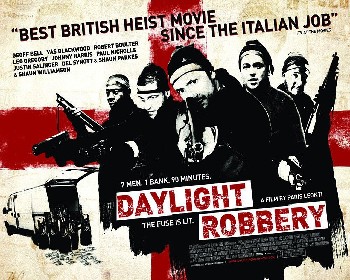 "BEST BRITISH HEIST MOVIE
SINCE THE ITALIAN JOB"
GEOFF BELL VAS BLACKWOOD ROBERT BOULTER
LEO GREGORY JOHNNY HARRIS PAUL NICHOLLS
JUSTIN SALINGER DEL SYNOTT & SHAUN PARKES
& SHAUN WILLIAMSON
7 MEN. 1 BANK. 90 MINUTES.
DAYLIGHT
A FILM BY PARIS LEONTI
THE FUSE IS LIT.
ROBBERY